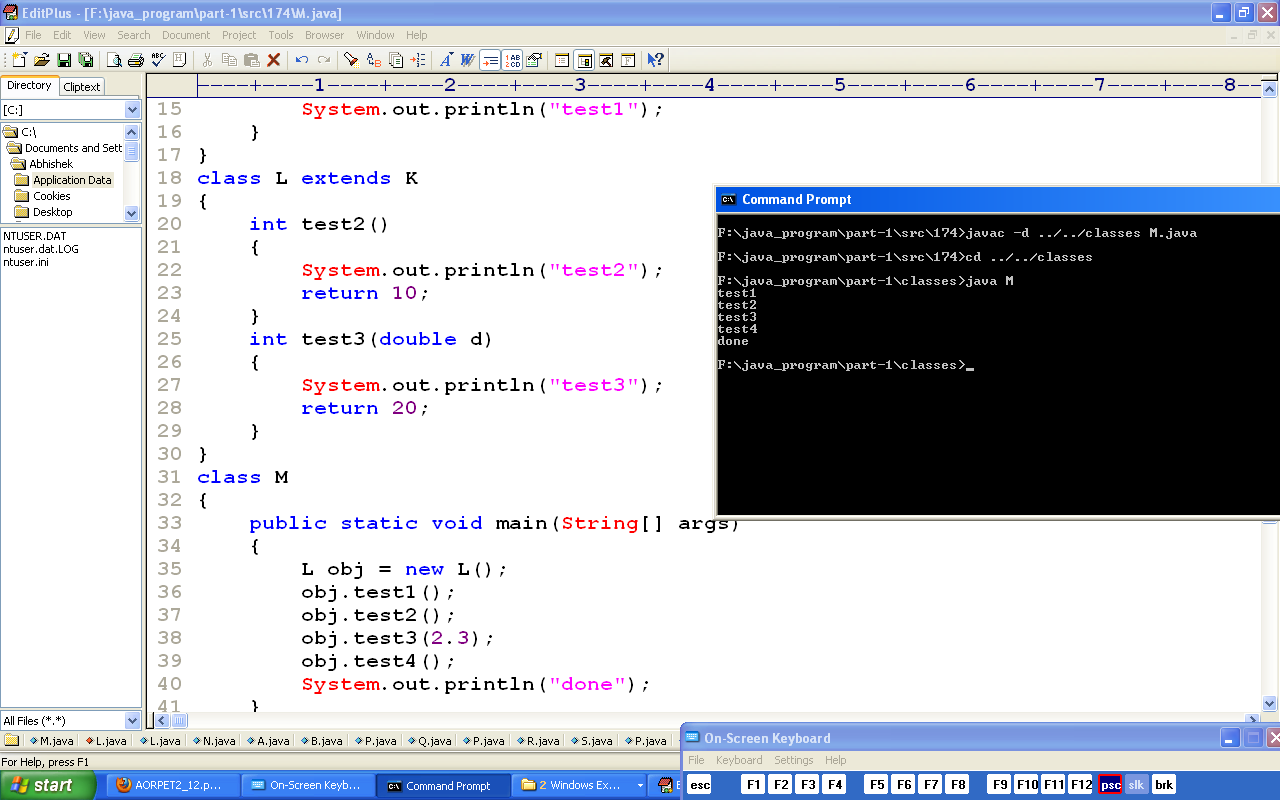 EditPlus - [F:\java_program\part-1\src\174\M.java]
File Edit View Search Document Project Tools Browser Window Help
Directory Cliptext
----+----1----+----2----+----3----+----4----+----5----+----6----+----7----+----8--
[C:]
C:\
Documents and Sett
Abhishek
Application Data
Cookies
Desktop
NTUSER.DAT
ntuser.dat.LOG
ntuser.ini
All Files (*.*)
15 System.out.println("test1");
16 }
17 }
18 class L extends K
19 {
20 int test2()
21 {
22 System.out.println("test2");
23 return 10;
24 }
25 int test3(double d)
26 {
27 System.out.println("test3");
28 return 20;
29 }
30 }
31 class M
32 {
33 public static void main(String[] args)
34 {
35 L obj = new L();
36 obj.test1();
37 obj.test2();
38 obj.test3(2.3);
39 obj.test4();
40 System.out.println("done");
41 }
Command Prompt
F:\java_program\part-1\src\174>javac -d ../../classes M.java
F:\java_program\part-1\src\174>cd ../../classes
F:\java_program\part-1\classes>java M
test1
test2
test3
test4
done
F:\java_program\part-1\classes>_
M.java L.java L.java N.java A.java B.java P.java Q.java P.java R.java S.java P.java
For Help, press F1
On-Screen Keyboard
File Keyboard Settings Help
esc F1 F2 F3 F4 F5 F6 F7 F8 F9 F10 F11 F12 psc slk brk
start AORPET2_12.p... On-Screen Keyb... Command Prompt 2 Windows Ex...